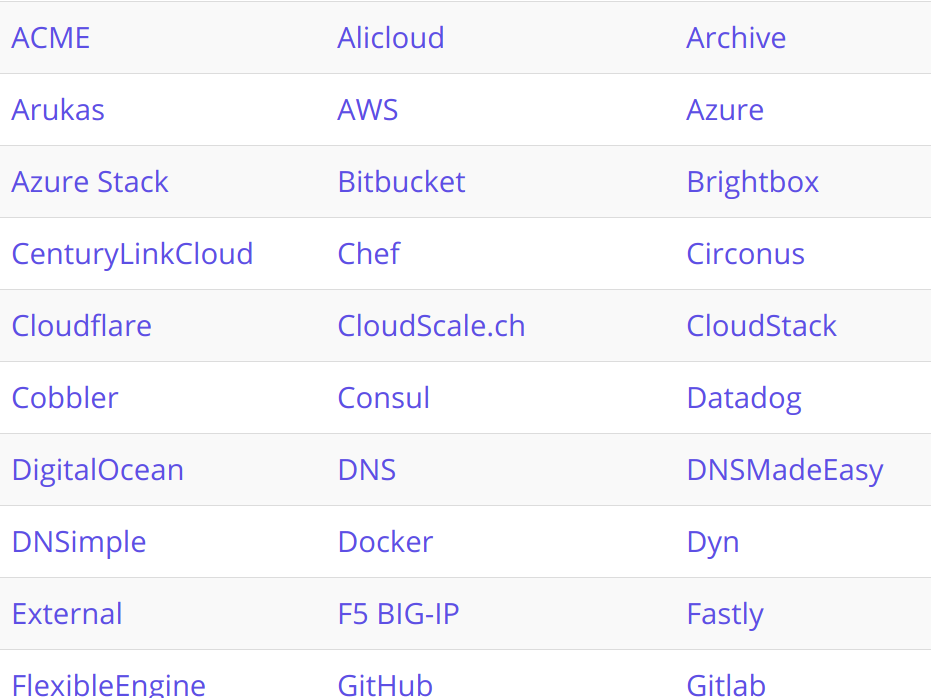 ACME Alicloud Archive
Arukas AWS Azure
Azure Stack Bitbucket Brightbox
CenturyLinkCloud Chef Circonus
Cloudflare CloudScale.ch CloudStack
Cobbler Consul Datadog
DigitalOcean DNS DNSMadeEasy
DNSimple Docker Dyn
External F5 BIG-IP Fastly
FlexibleEngine GitHub Gitlab